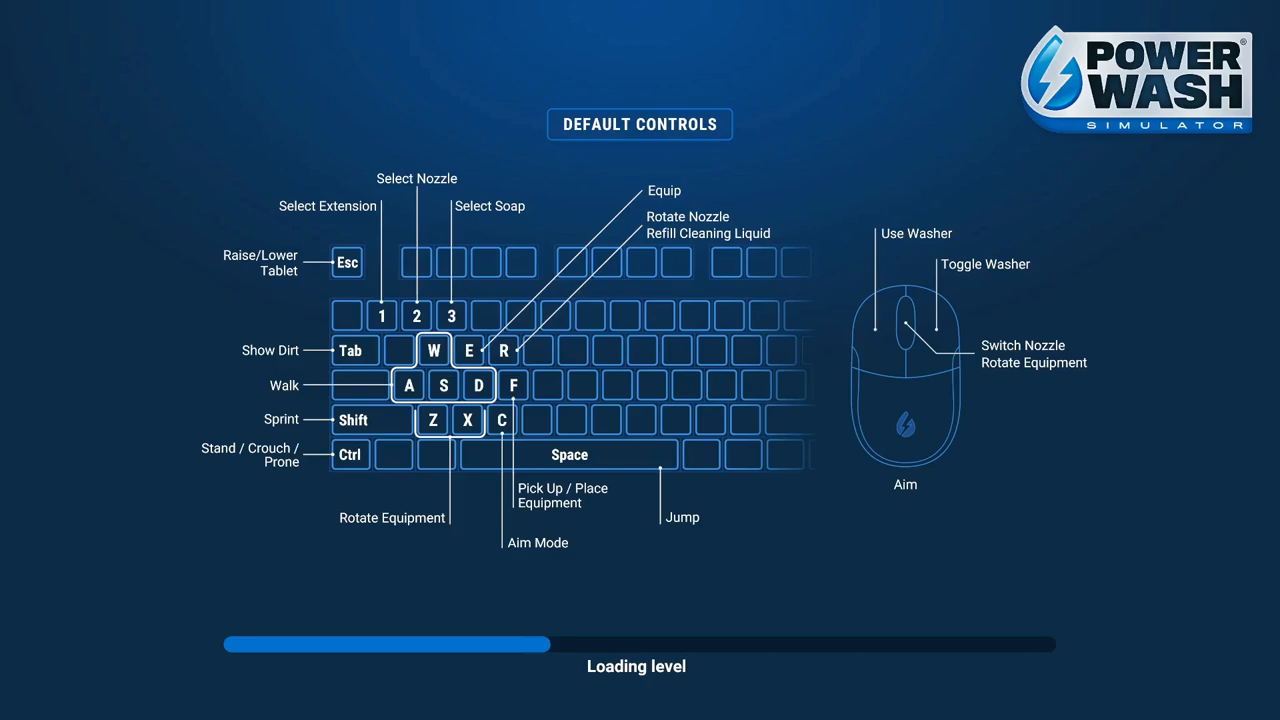 POWER
WASH®
SIMULATOR
DEFAULT CONTROLS
Select Nozzle
Select Extension
Select Soap
Equip
Rotate Nozzle
Refill Cleaning Liquid
Raise/Lower
Tablet
Esc
Use Washer
Toggle Washer
1 2 3
Show Dirt
Tab W E R
Switch Nozzle
Rotate Equipment
Walk
A S D F
Sprint
Shift Z X C
Stand / Crouch /
Prone
Ctrl Space
Aim
Pick Up / Place
Equipment
Rotate Equipment
Jump
Aim Mode
Loading level